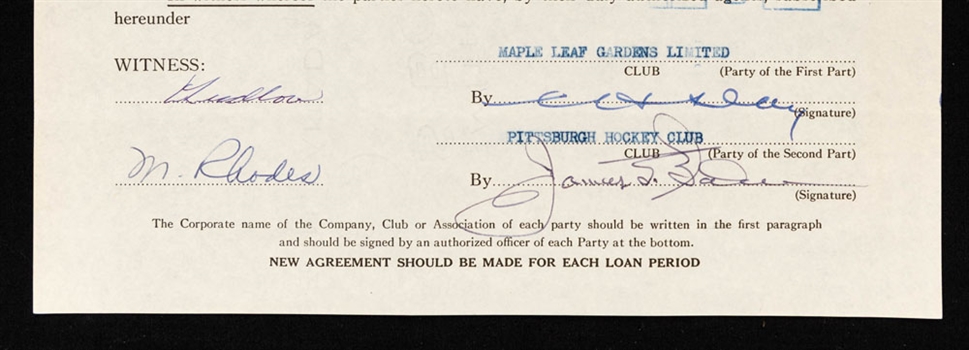 hereunder
MAPLE LEAF GARDENS LIMITED
WITNESS:
CLUB (Party of the First Part)
By
(Signature)
PITTSBURGH HOCKEY CLUB
CLUB (Party of the Second Part)
M. Rhodes By James T.
(Signature)
The Corporate name of the Company, Club or Association of each party should be written in the first paragraph
and should be signed by an authorized officer of each Party at the bottom.
NEW AGREEMENT SHOULD BE MADE FOR EACH LOAN PERIOD